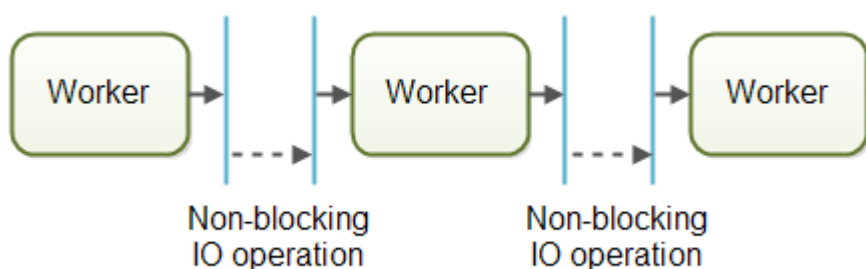 Worker
Worker
Worker
Non-blocking
IO operation
Non-blocking
IO operation